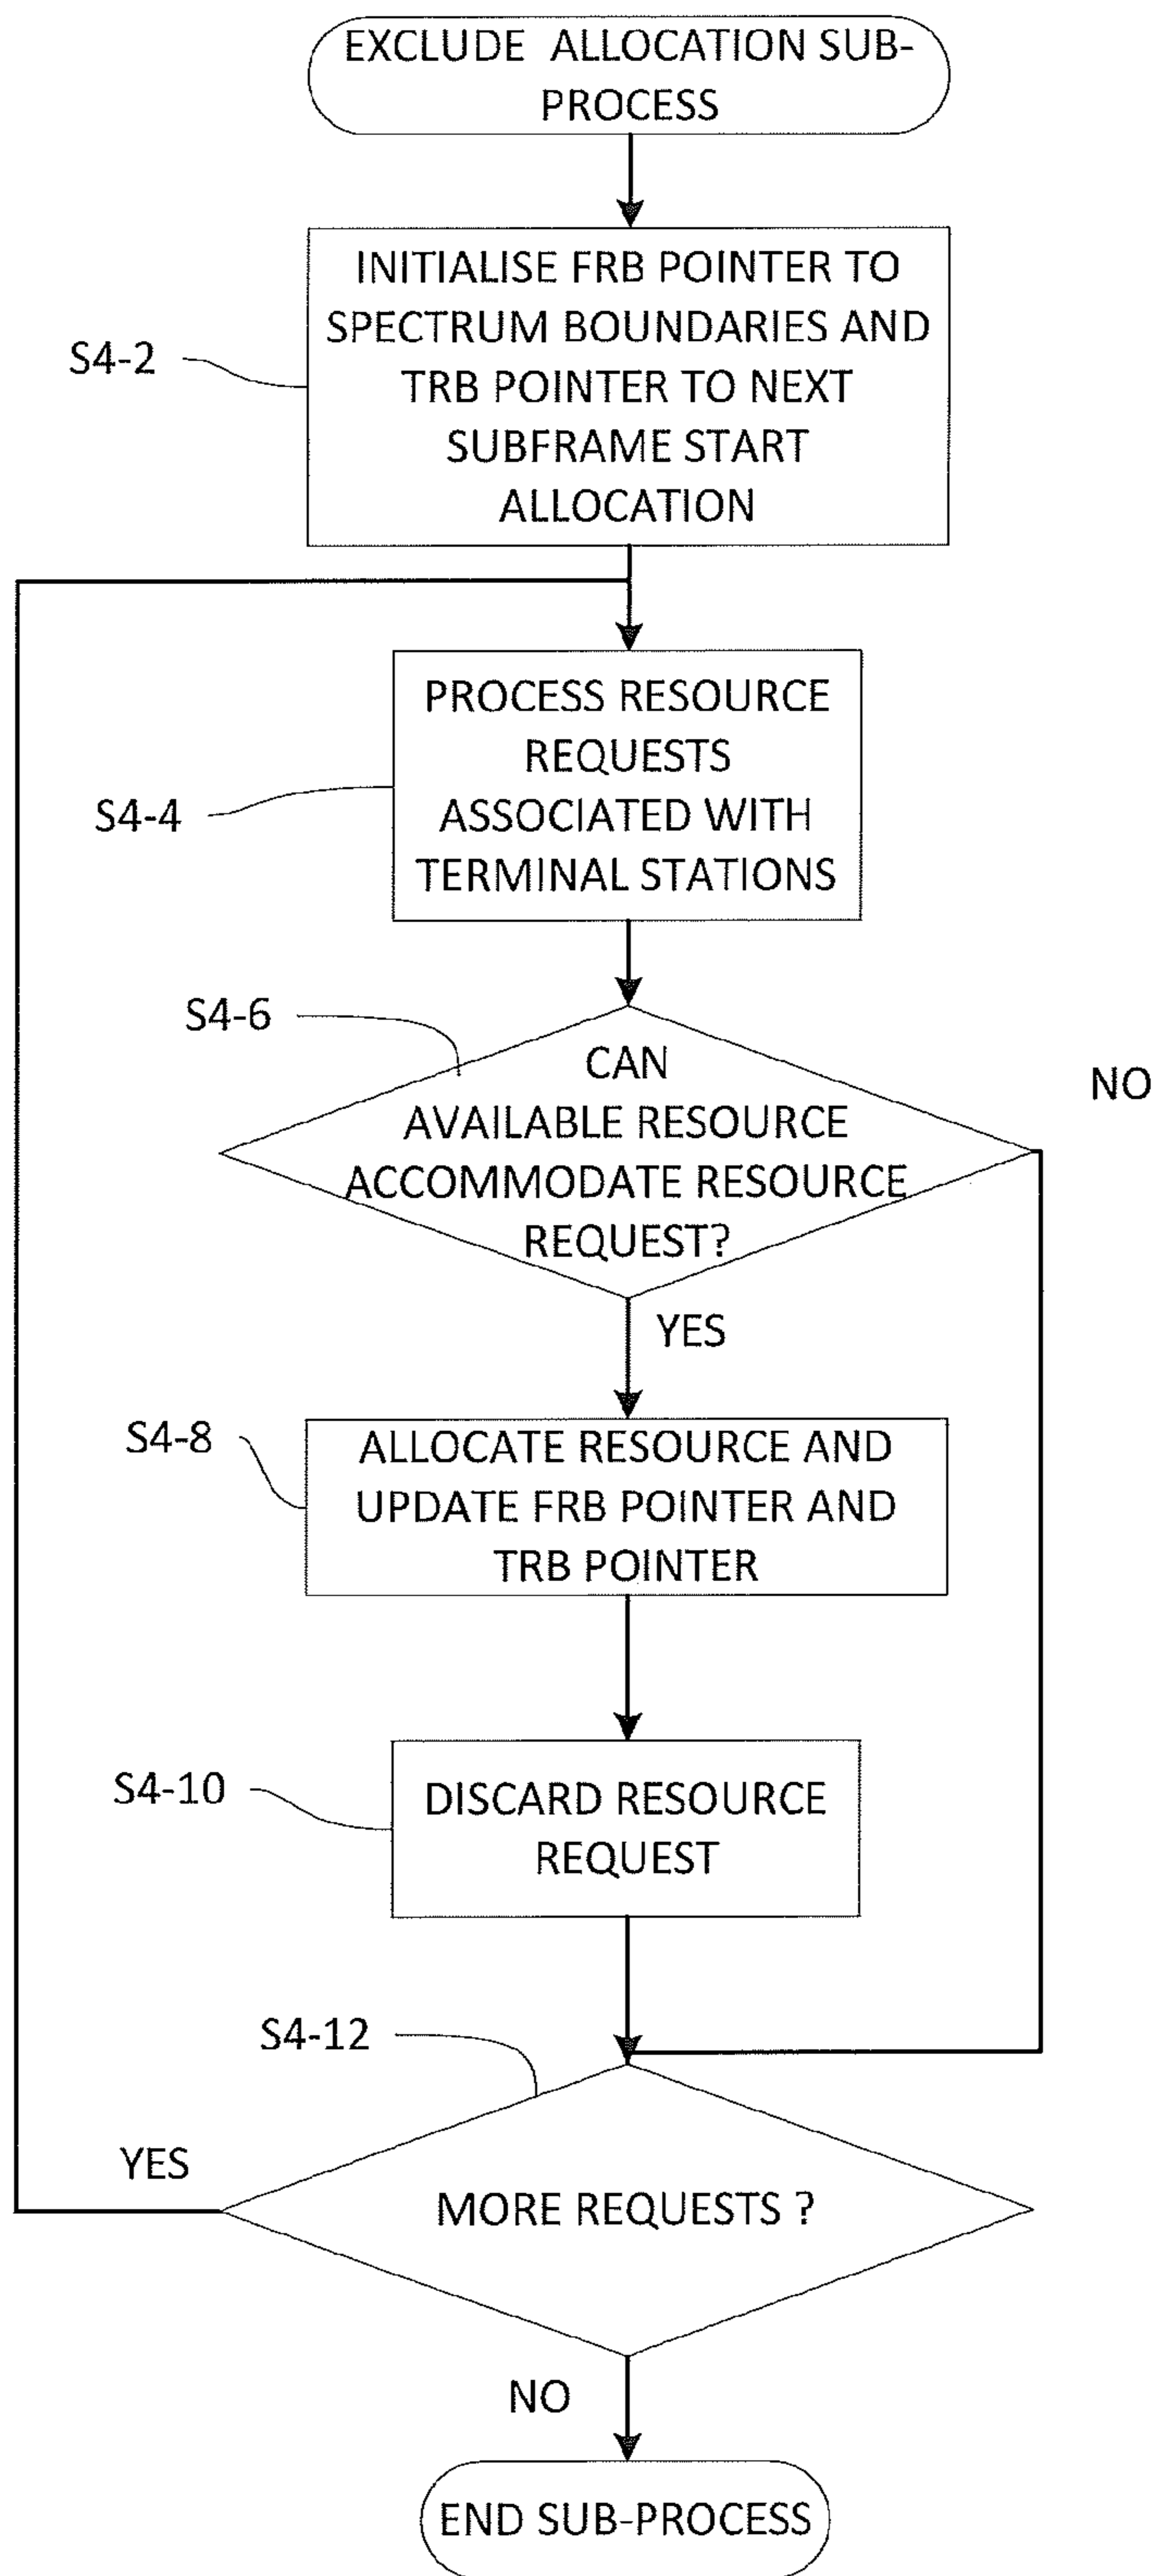 EXCLUDE ALLOCATION SUB-
PROCESS
INITIALISE FRB POINTER TO
SPECTRUM BOUNDARIES AND
TRB POINTER TO NEXT
SUBFRAME START
ALLOCATION
S4-2
PROCESS RESOURCE
REQUESTS
ASSOCIATED WITH
TERMINAL STATIONS
S4-4
S4-6
CAN
AVAILABLE RESOURCE
ACCOMMODATE RESOURCE
REQUEST?
NO
YES
S4-8
ALLOCATE RESOURCE AND
UPDATE FRB POINTER AND
TRB POINTER
S4-10
DISCARD RESOURCE
REQUEST
S4-12
YES
MORE REQUESTS ?
NO
END SUB-PROCESS